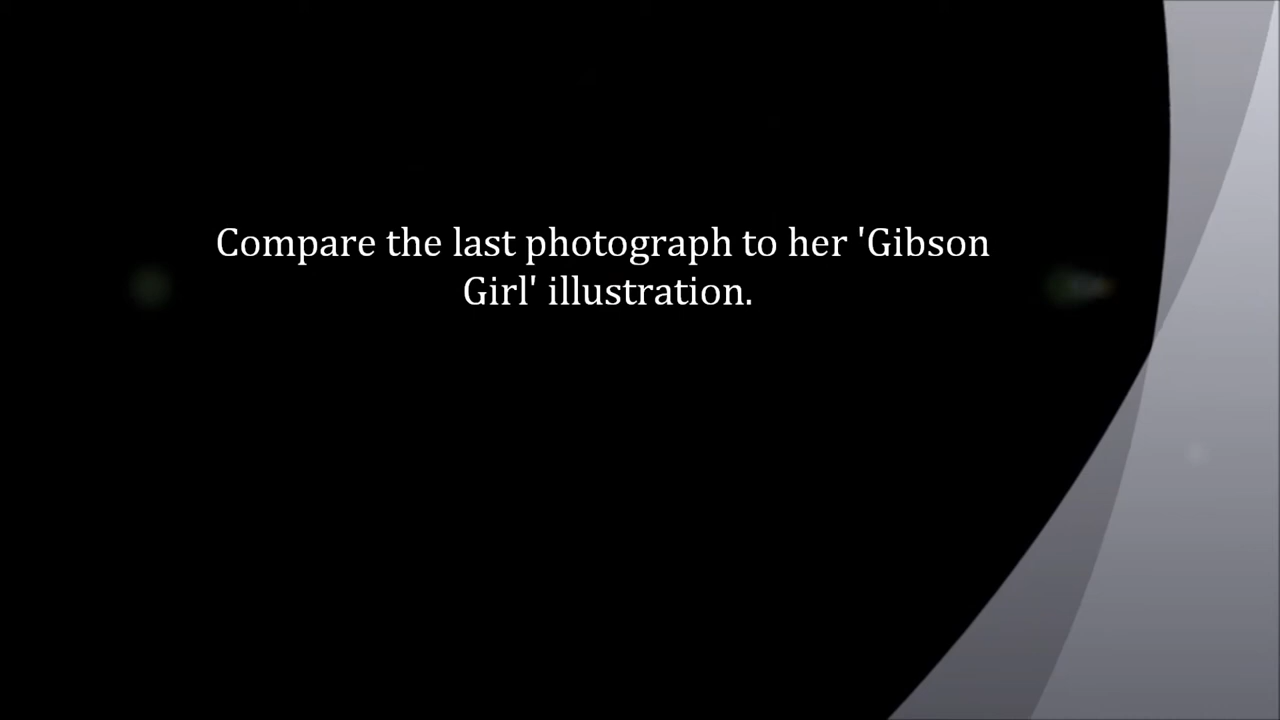 Compare the last photograph to her 'Gibson
Girl' illustration.